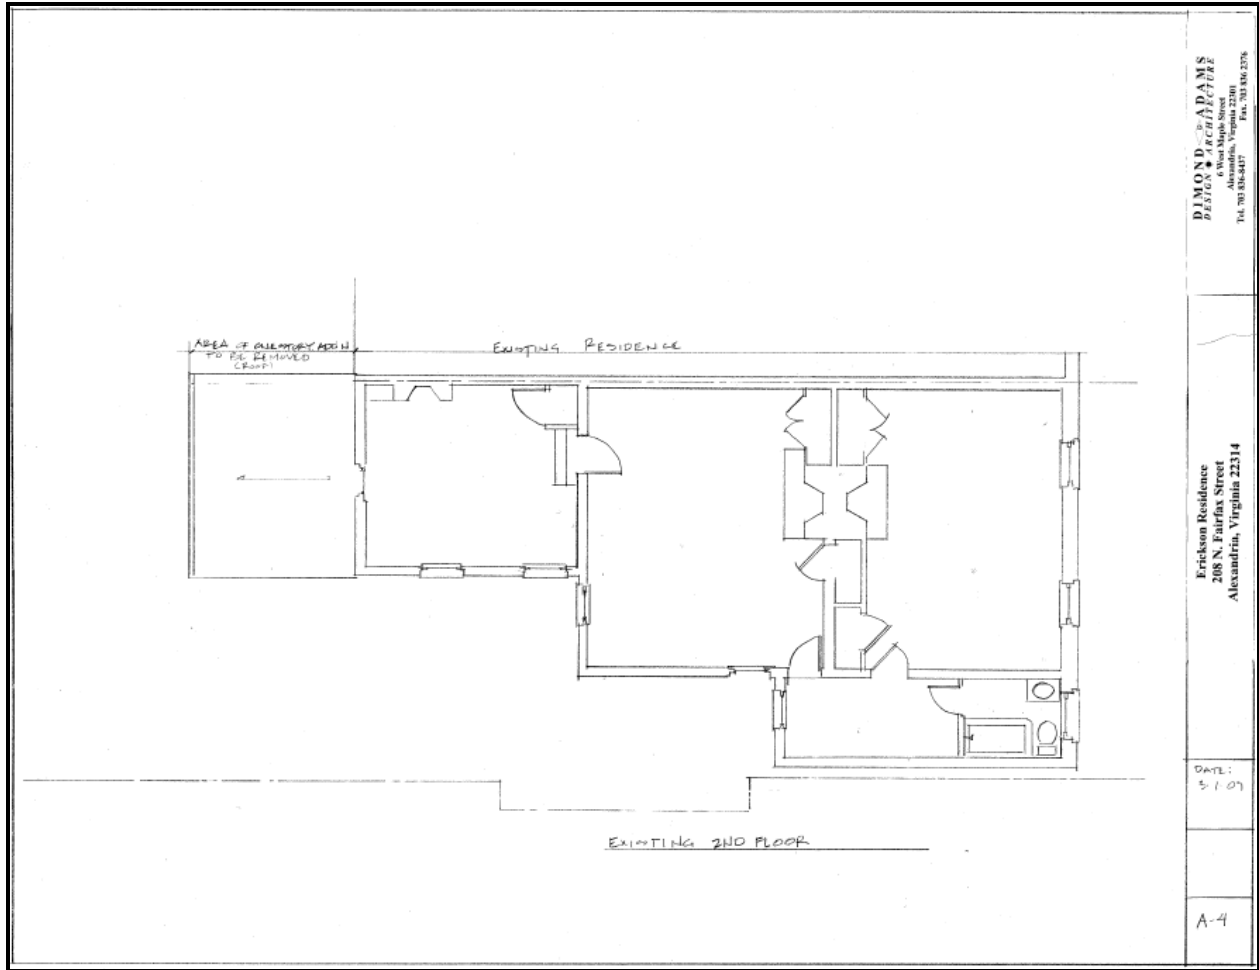 AREA OF ONE STORY ADD'N
TO BE REMOVED
(ROOF)
EXISTING RESIDENCE
EXISTING 2ND FLOOR
DIMOND ADAMS
DESIGN ARCHITECTURE
6 West Maple Street
Alexandria, Virginia 22301
Tel. 703 836-8437 Fax. 703 836 2376
Erickson Residence
208 N. Fairfax Street
Alexandria, Virginia 22314
DATE:
3.1.07
A-4